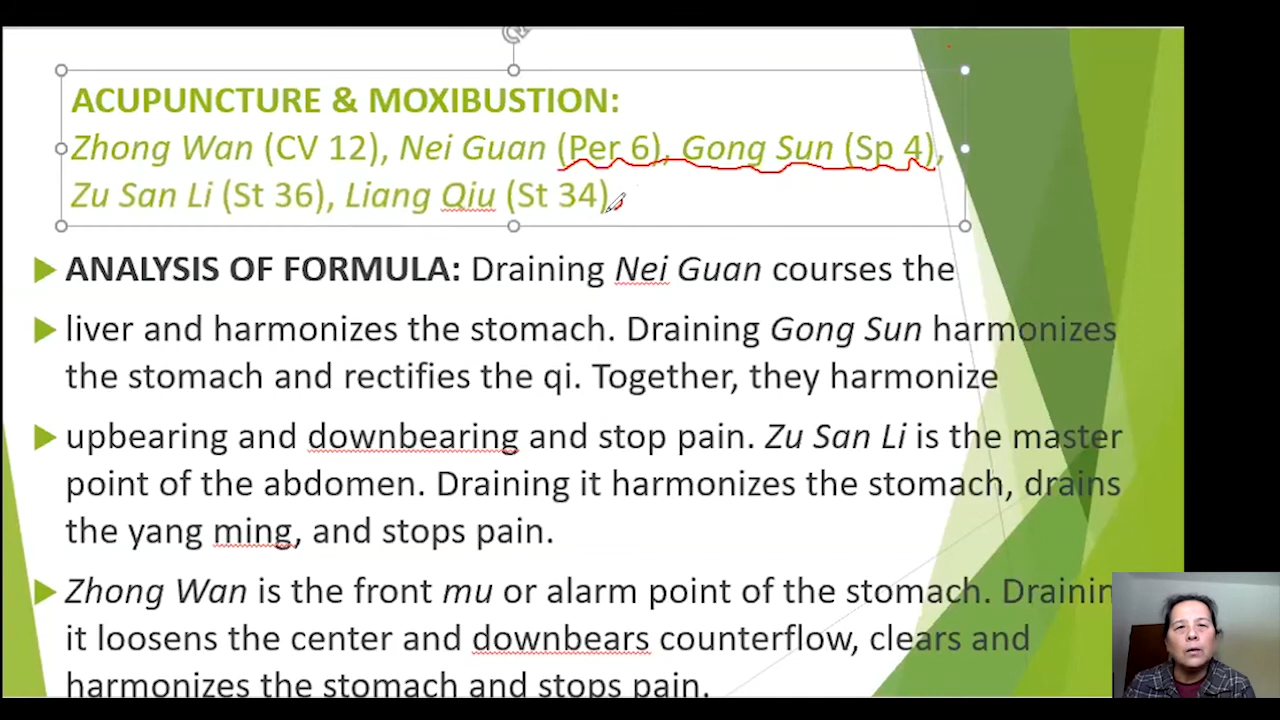 ACUPUNCTURE & MOXIBUSTION:
Zhong Wan (CV 12), Nei Guan (Per 6), Gong Sun (Sp 4),
Zu San Li (St 36), Liang Qiu (St 34)
ANALYSIS OF FORMULA: Draining Nei Guan courses the
liver and harmonizes the stomach. Draining Gong Sun harmonizes
the stomach and rectifies the qi. Together, they harmonize
upbearing and downbearing and stop pain. Zu San Li is the master
point of the abdomen. Draining it harmonizes the stomach, drains
the yang ming, and stops pain.
Zhong Wan is the front mu or alarm point of the stomach. Drainin
it loosens the center and downbears counterflow, clears and
harmonizes the stomach and stops pain.